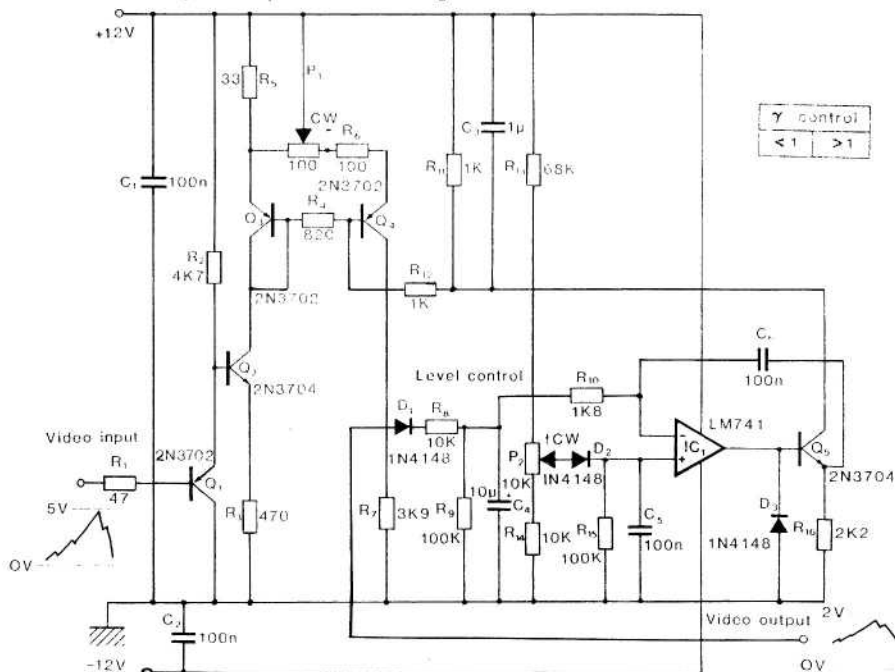 +12V
33 R5 P1
γ control
< 1 > 1
CW R6
C3 1µ
100 100
R11 1K
R13 68K
C1 100n
2N3702
R4
Q3 820 Q4
R2
4K7
R12
2N3702 1K
Q2
2N3704
Level control
R10
1K8
100n
LM741
D1 R8
Video input
10K
1N4148
2N3702
R1
47
Q1
P2 CW D2
10K 1N4148
IC1
- +
Q5
2N3704
5V
R3 470
R7 3K9
R9
100K
10µ + C4
R14 10K
R15
100K
C5
100n
D3
1N4148
R16 2K2
0V
C2
100n
2V
Video output
-12V
0V